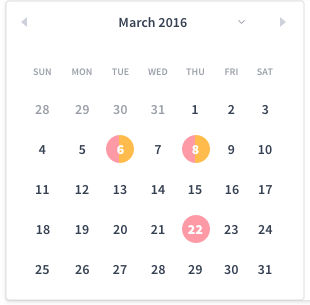 March 2016
SUN MON TUE WED THU FRI SAT
28 29 30 31 1 2 3
4 5 6 7 8 9 10
11 12 13 14 15 16 17
18 19 20 21 22 23 24
25 26 27 28 29 30 31